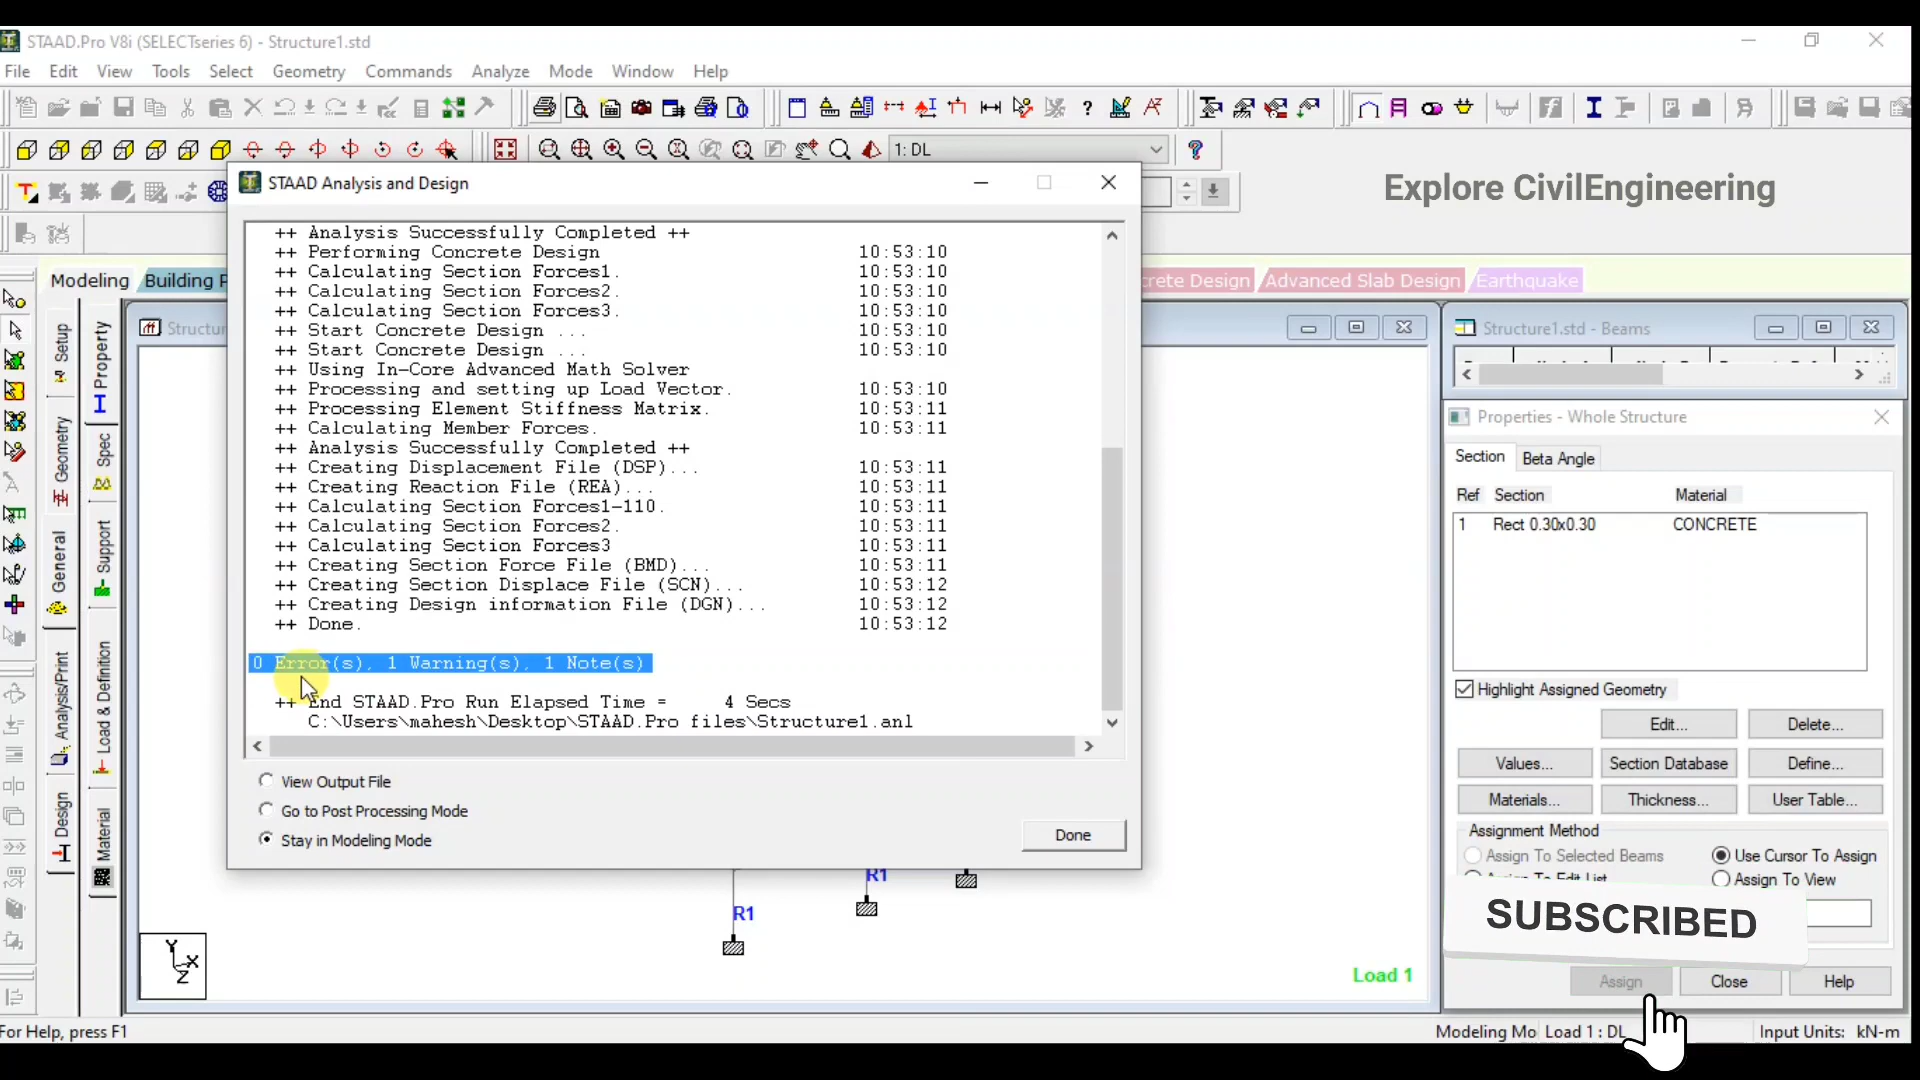 STAAD.Pro V8i (SELECTseries 6) - Structure1.std
File Edit View Tools Select Geometry Commands Analyze Mode Window Help
1: DL
STAAD Analysis and Design
Explore CivilEngineering
Modeling Building P
crete Design Advanced Slab Design Earthquake
++ Analysis Successfully Completed ++
++ Performing Concrete Design 10:53:10
++ Calculating Section Forces1. 10:53:10
++ Calculating Section Forces2. 10:53:10
++ Calculating Section Forces3. 10:53:10
++ Start Concrete Design ... 10:53:10
++ Start Concrete Design ... 10:53:10
++ Using In-Core Advanced Math Solver
++ Processing and setting up Load Vector. 10:53:10
++ Processing Element Stiffness Matrix. 10:53:11
++ Calculating Member Forces. 10:53:11
++ Analysis Successfully Completed ++
++ Creating Displacement File (DSP)... 10:53:11
++ Creating Reaction File (REA)... 10:53:11
++ Calculating Section Forces1-110. 10:53:11
++ Calculating Section Forces2. 10:53:11
++ Calculating Section Forces3 10:53:11
++ Creating Section Force File (BMD)... 10:53:11
++ Creating Section Displace File (SCN)... 10:53:12
++ Creating Design information File (DGN)... 10:53:12
++ Done. 10:53:12
0 Error(s), 1 Warning(s), 1 Note(s)
++ End STAAD.Pro Run Elapsed Time = 4 Secs
C:\Users\mahesh\Desktop\STAAD.Pro files\Structure1.anl
View Output File
Go to Post Processing Mode
Stay in Modeling Mode
Done
Setup
Geometry
General
Analysis/Print
Design
Property
Spec
Support
Load & Definition
Material
Structur
R1
R1
Y
X
Z
Load 1
Structure1.std - Beams
Properties - Whole Structure
Section Beta Angle
Ref Section Material
1 Rect 0.30x0.30 CONCRETE
Highlight Assigned Geometry
Edit... Delete...
Values... Section Database Define...
Materials... Thickness... User Table...
Assignment Method
Assign To Selected Beams Use Cursor To Assign
Assign To Edit List Assign To View
SUBSCRIBED
Assign Close Help
For Help, press F1
Modeling Mo Load 1 : DL Input Units: kN-m